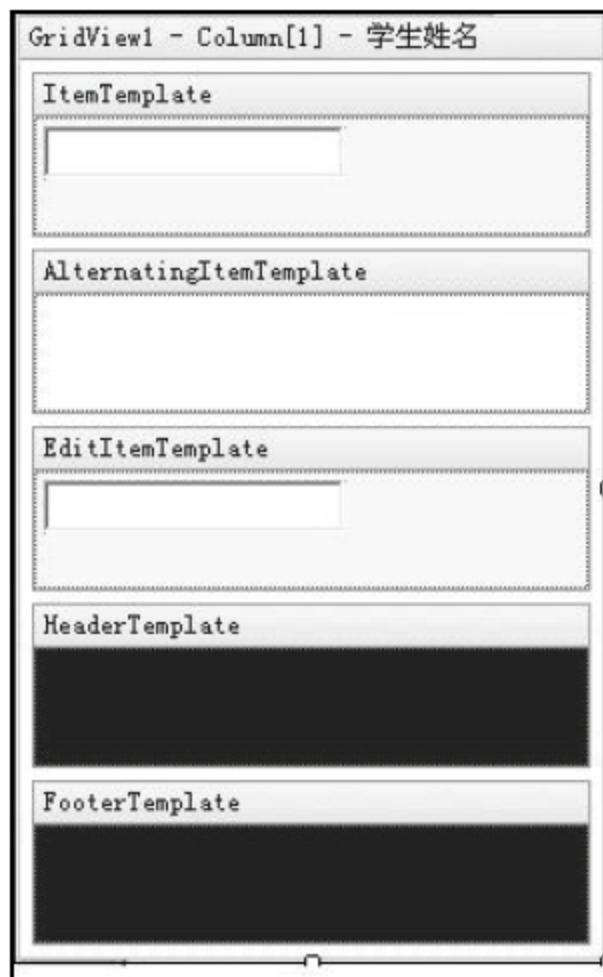 GridView1 - Column[1] - 学生姓名
ItemTemplate
AlternatingItemTemplate
EditItemTemplate
HeaderTemplate
FooterTemplate